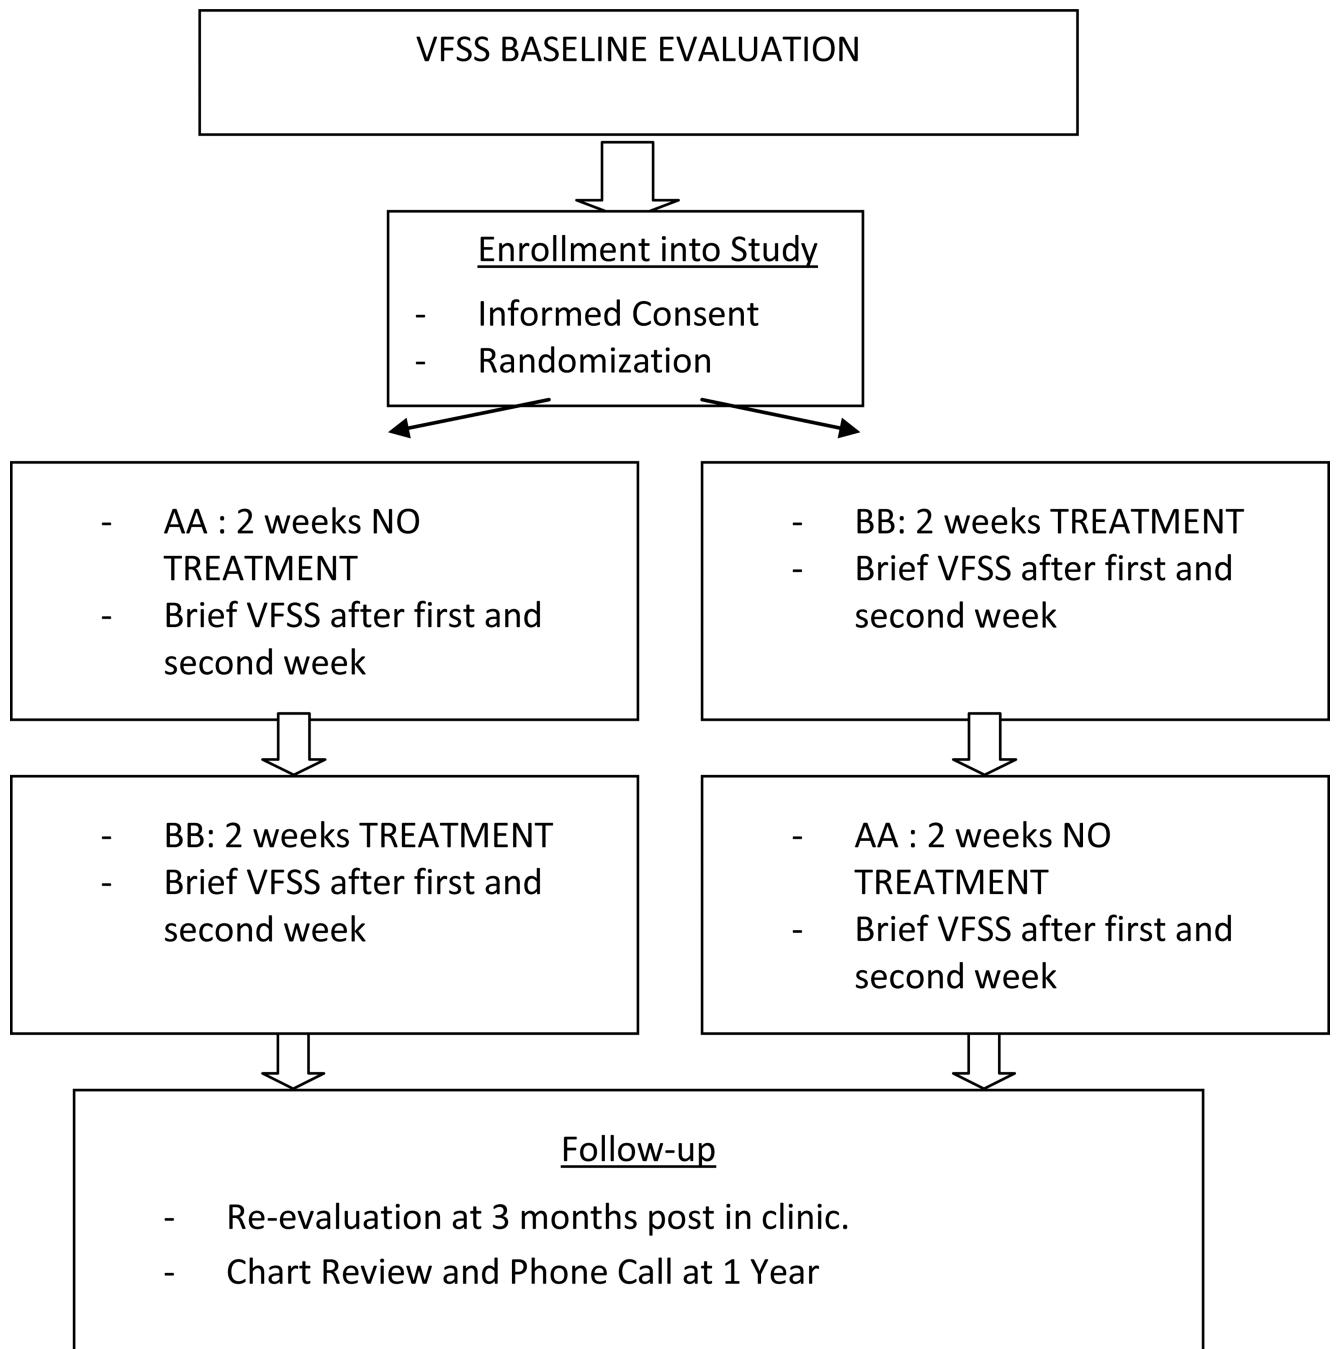 VFSS BASELINE EVALUATION
Enrollment into Study
- Informed Consent
- Randomization
- AA : 2 weeks NO
TREATMENT
- Brief VFSS after first and
second week
- BB: 2 weeks TREATMENT
- Brief VFSS after first and
second week
- BB: 2 weeks TREATMENT
- Brief VFSS after first and
second week
- AA : 2 weeks NO
TREATMENT
- Brief VFSS after first and
second week
Follow-up
- Re-evaluation at 3 months post in clinic.
- Chart Review and Phone Call at 1 Year